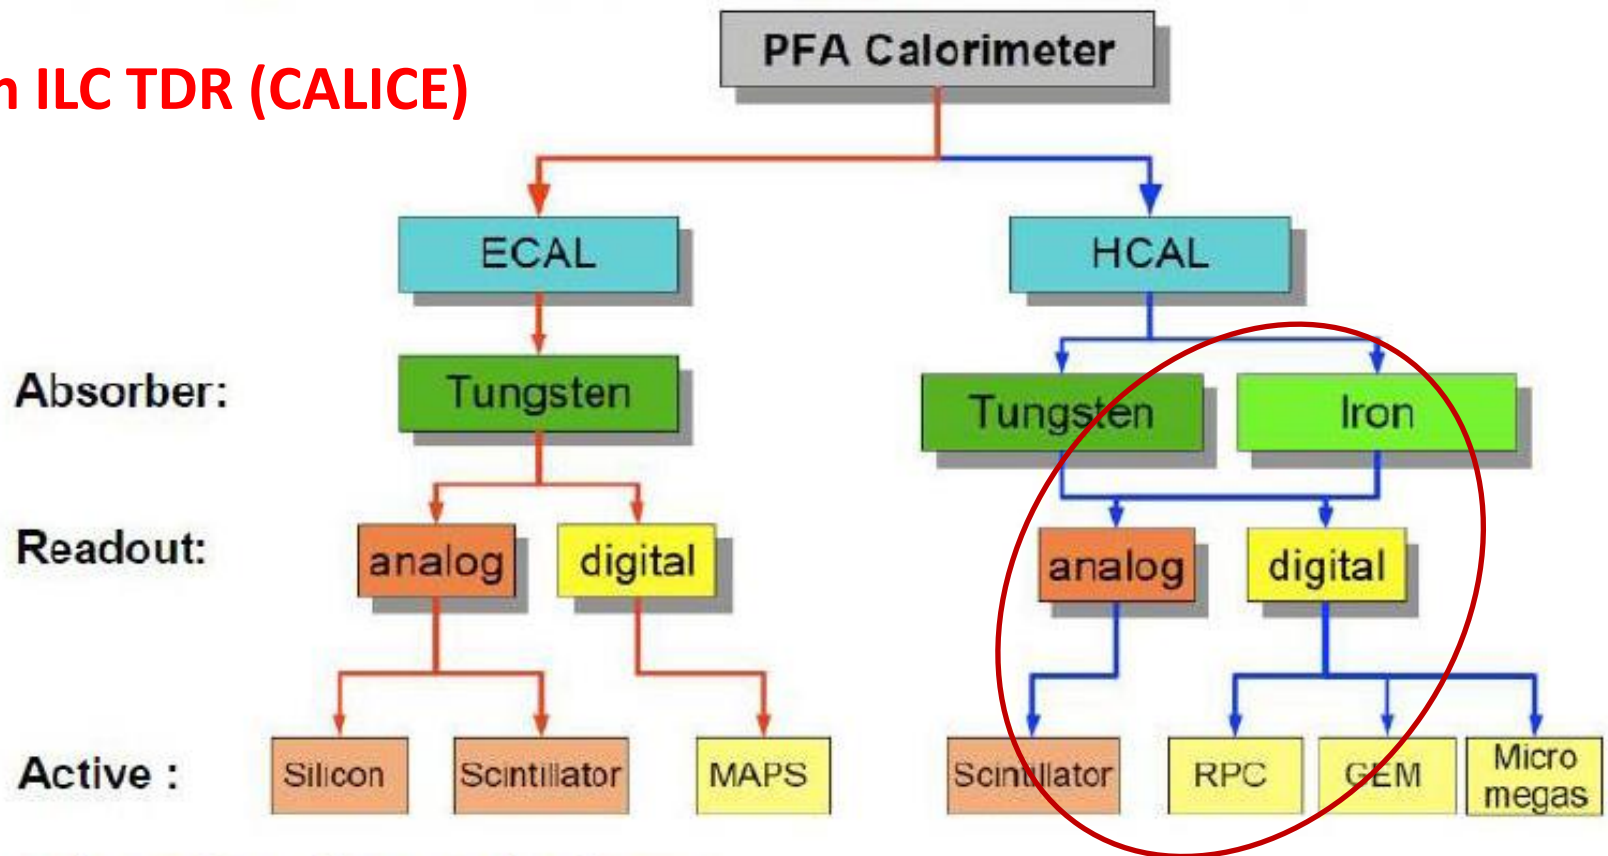 PFA Calorimeter
n ILC TDR (CALICE)
ECAL
HCAL
Absorber:
Tungsten
Tungsten
Iron
Readout:
analog
digital
analog
digital
Active :
Silicon
Scintillator
MAPS
Scintillator
RPC
GEM
Micro
megas